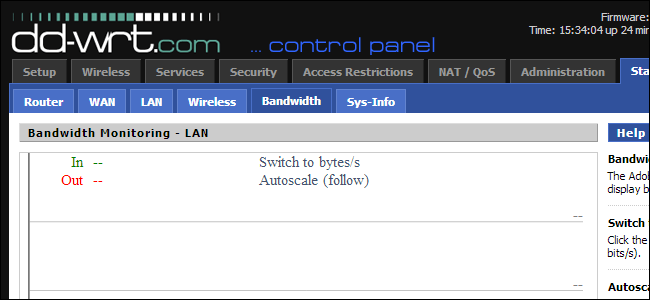 dd-wrt.com
... control panel
Firmware:
Time: 15:34:04 up 24 mir
Setup Wireless Services Security Access Restrictions NAT / QoS Administration Sta
Router WAN LAN Wireless Bandwidth Sys-Info
Bandwidth Monitoring - LAN
In -- Switch to bytes/s
Out -- Autoscale (follow)
--
--
Help
Bandwi
The Adob
display b
Switch
Click the
bits/s).
Autosca